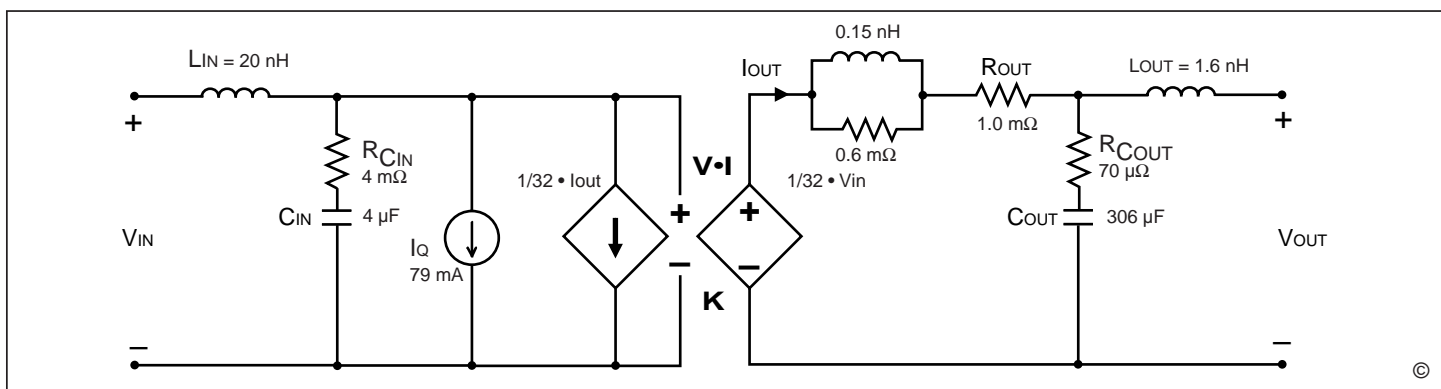 LIN = 20 nH
+
RCIN
4 mΩ
CIN
4 µF
VIN
IQ
79 mA
–
1/32 • Iout
V•I
+
–
K
1/32 • Vin
+
–
IOUT
0.15 nH
0.6 mΩ
ROUT
1.0 mΩ
LOUT = 1.6 nH
+
RCOUT
70 µΩ
COUT
306 µF
VOUT
–
©